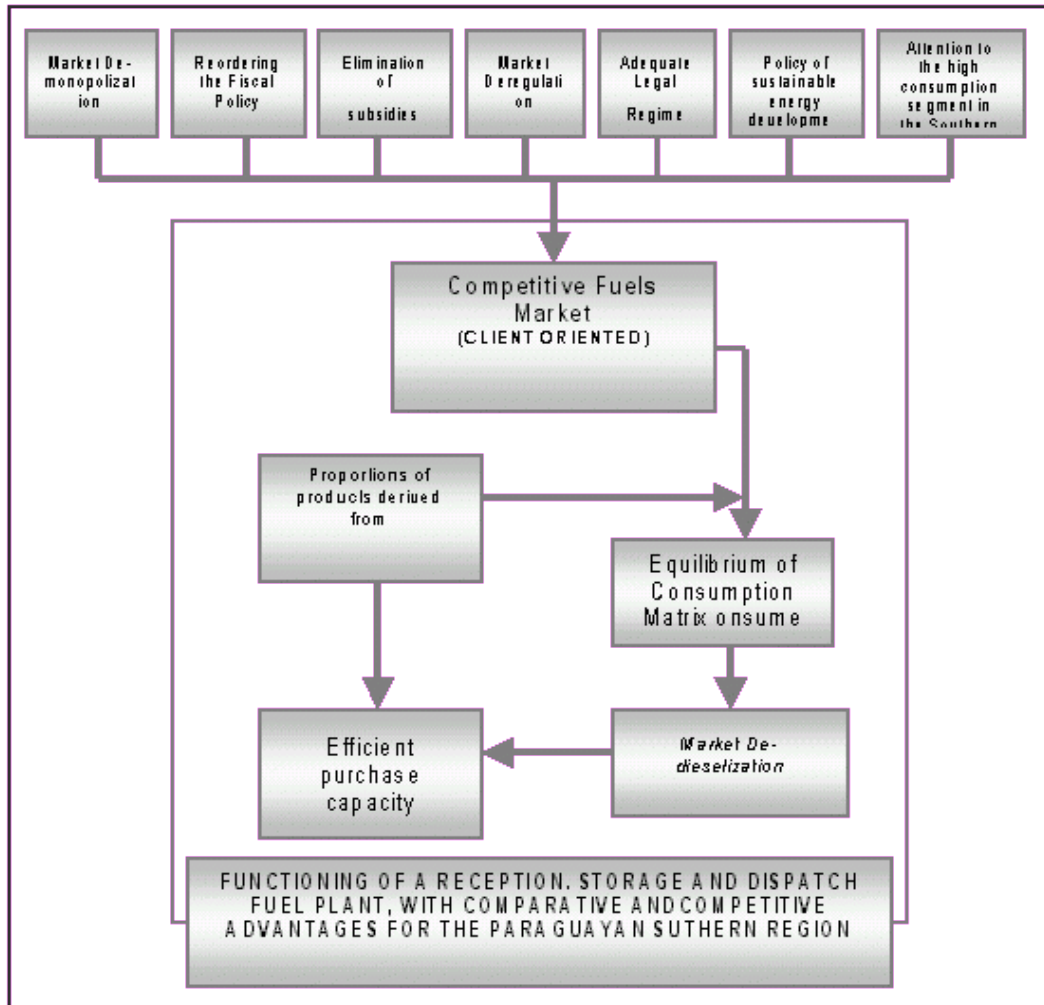 Market De-
monopolizat
ion
Reordering
the Fiscal
Policy
Elimination
of
subsidies
Market
Deregulati
on
Adequate
Legal
Regime
Policy of
sustainable
energy
developme
Attention to
the high
consumption
segment in
the Southern
Competitive Fuels
Market
(CLIENT ORIENTED)
Proportions of
products derived
from
Equilibrium of
Consumption
Matrix onsume
Efficient
purchase
capacity
Market De-
dieselization
FUNCTIONING OF A RECEPTION. STORAGE AND DISPATCH
FUEL PLANT, WITH COMPARATIVE ANDCOMPETITIVE
ADVANTAGES FOR THE PARAGUAYAN SUTHERN REGION